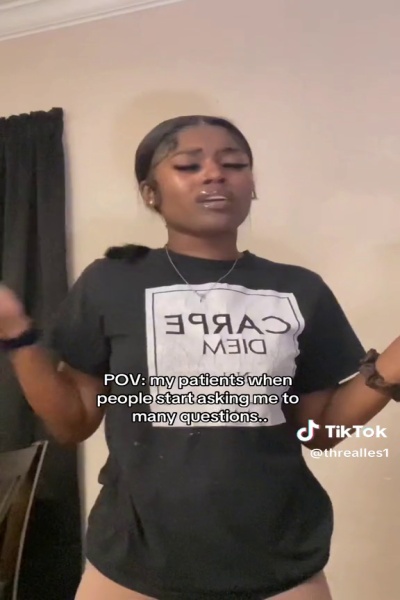 CARPE
DIEM
POV: my patients when
people start asking me to
many questions..
TikTok
@threalles1